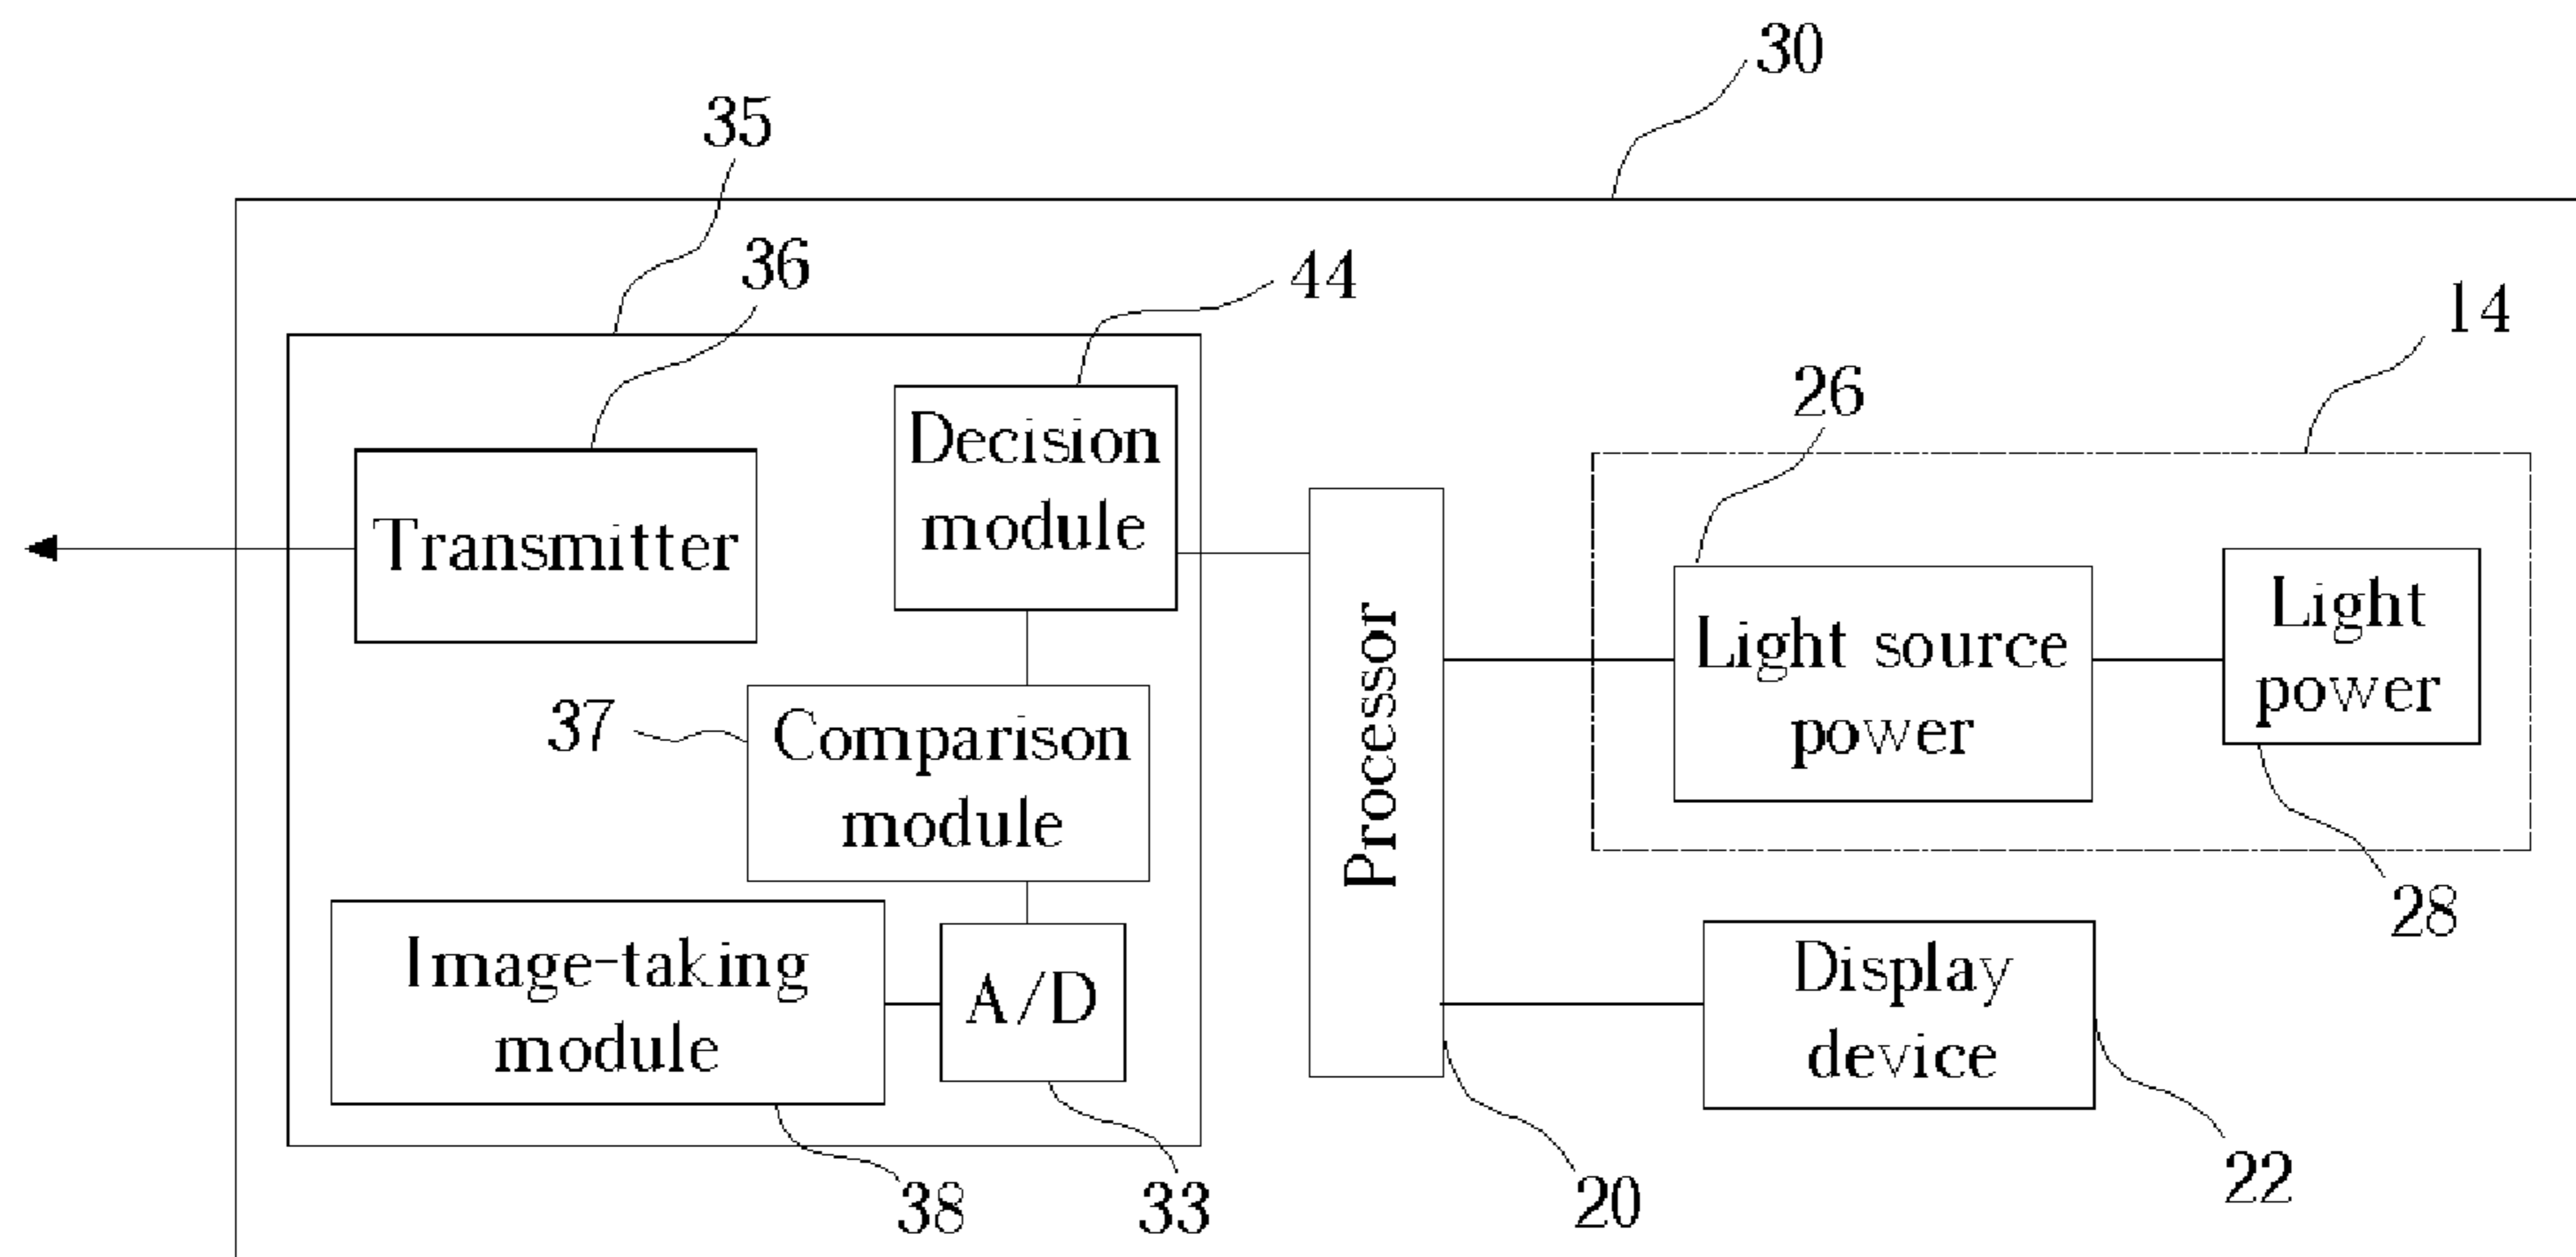 30
35
36
44
14
26
Decision
module
Transmitter
Light
power
Light source
power
Processor
37
Comparison
module
28
Image-taking
module
A/D
Display
device
38
33
20
22